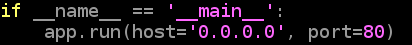 if __name__ == '__main__':
    app.run(host='0.0.0.0', port=80)